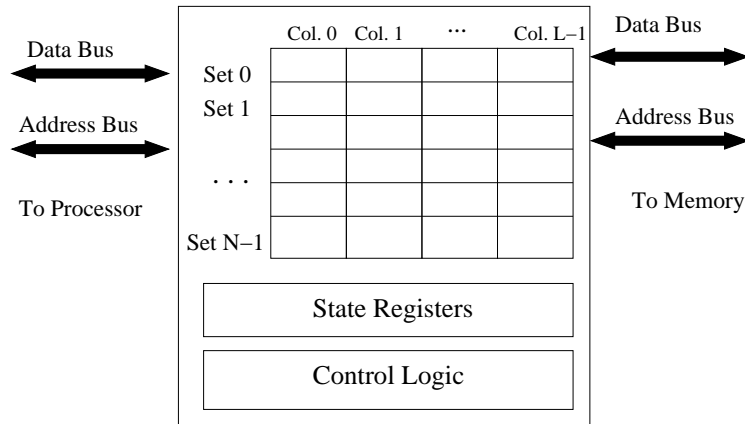 Col. 0 Col. 1 ... Col. L−1
Data Bus
Data Bus
Set 0
Set 1
Address Bus
Address Bus
. . .
To Processor
To Memory
Set N−1
State Registers
Control Logic